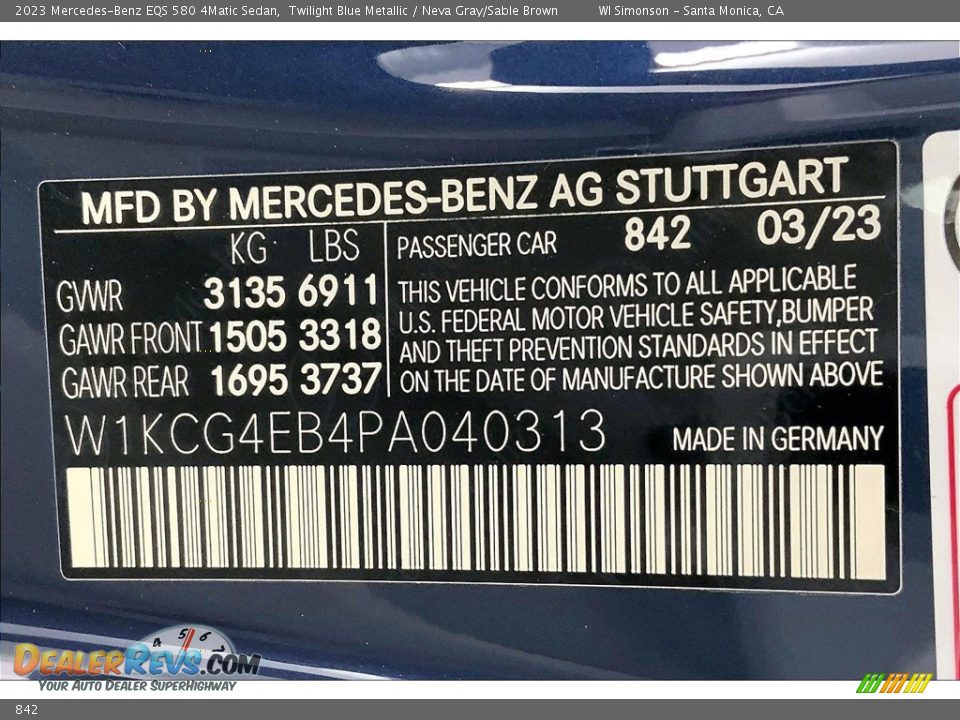 2023 Mercedes-Benz EQS 580 4Matic Sedan, Twilight Blue Metallic / Neva Gray/Sable Brown WI Simonson - Santa Monica, CA
MFD BY MERCEDES-BENZ AG STUTTGART
KG LBS PASSENGER CAR 842 03/23
GVWR 3135 6911
GAWR FRONT 1505 3318
GAWR REAR 1695 3737
THIS VEHICLE CONFORMS TO ALL APPLICABLE
U.S. FEDERAL MOTOR VEHICLE SAFETY,BUMPER
AND THEFT PREVENTION STANDARDS IN EFFECT
ON THE DATE OF MANUFACTURE SHOWN ABOVE
W1KCG4EB4PA040313 MADE IN GERMANY
4 5 6 7
DEALERREVS.COM
YOUR AUTO DEALER SUPERHIGHWAY
842